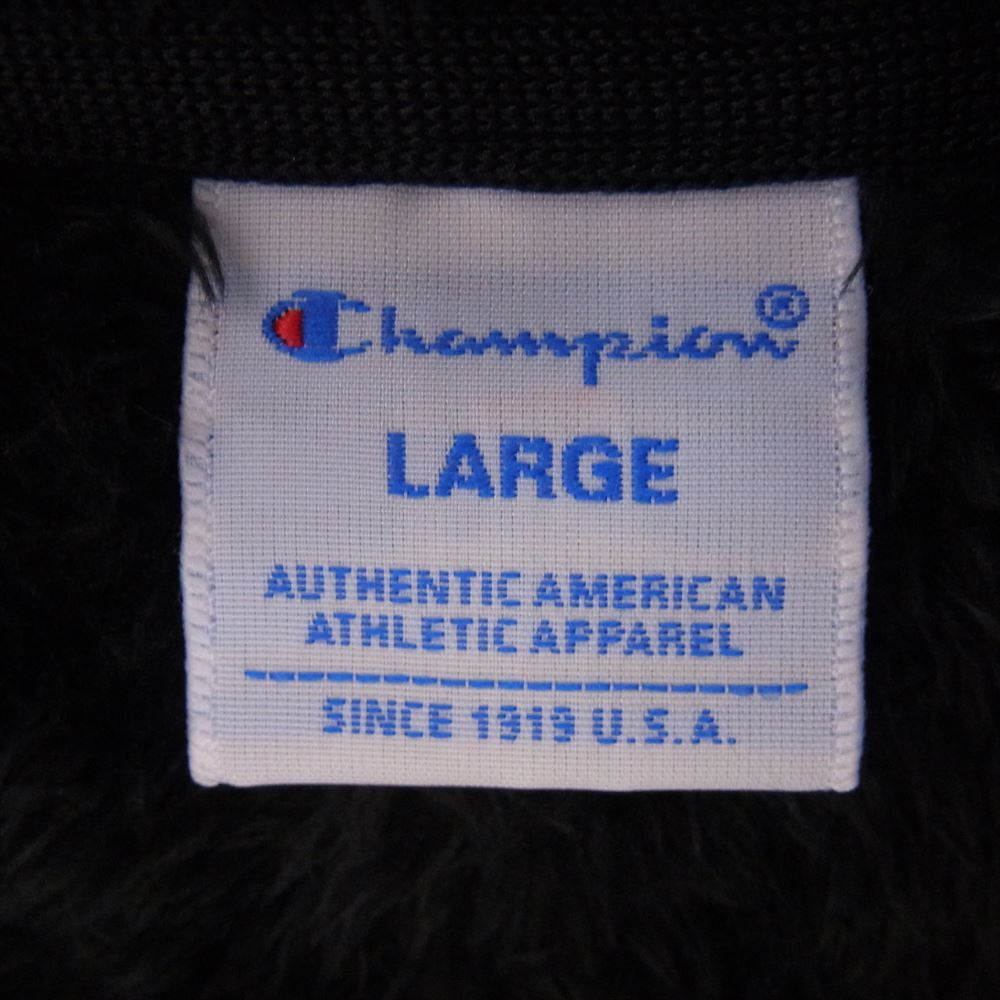 Champion®
LARGE
AUTHENTIC AMERICAN
ATHLETIC APPAREL
SINCE 1919 U.S.A.